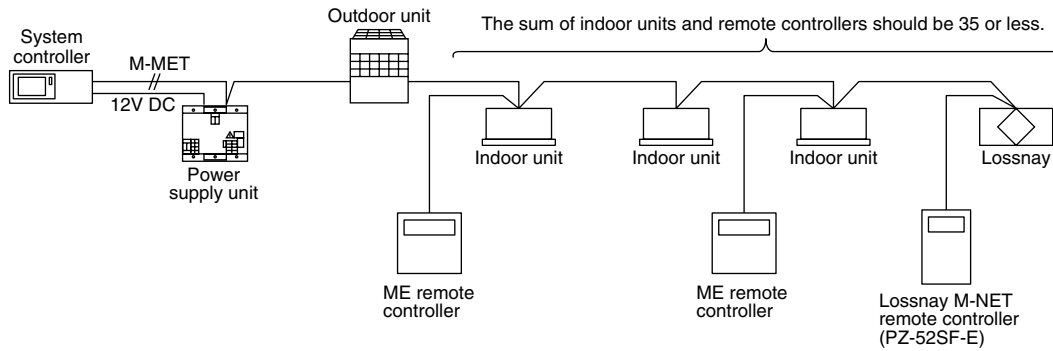 Outdoor unit
The sum of indoor units and remote controllers should be 35 or less.
System
controller
M-MET
12V DC
Power
supply unit
Indoor unit
Indoor unit
Indoor unit
Lossnay
ME remote
controller
ME remote
controller
Lossnay M-NET
remote controller
(PZ-52SF-E)